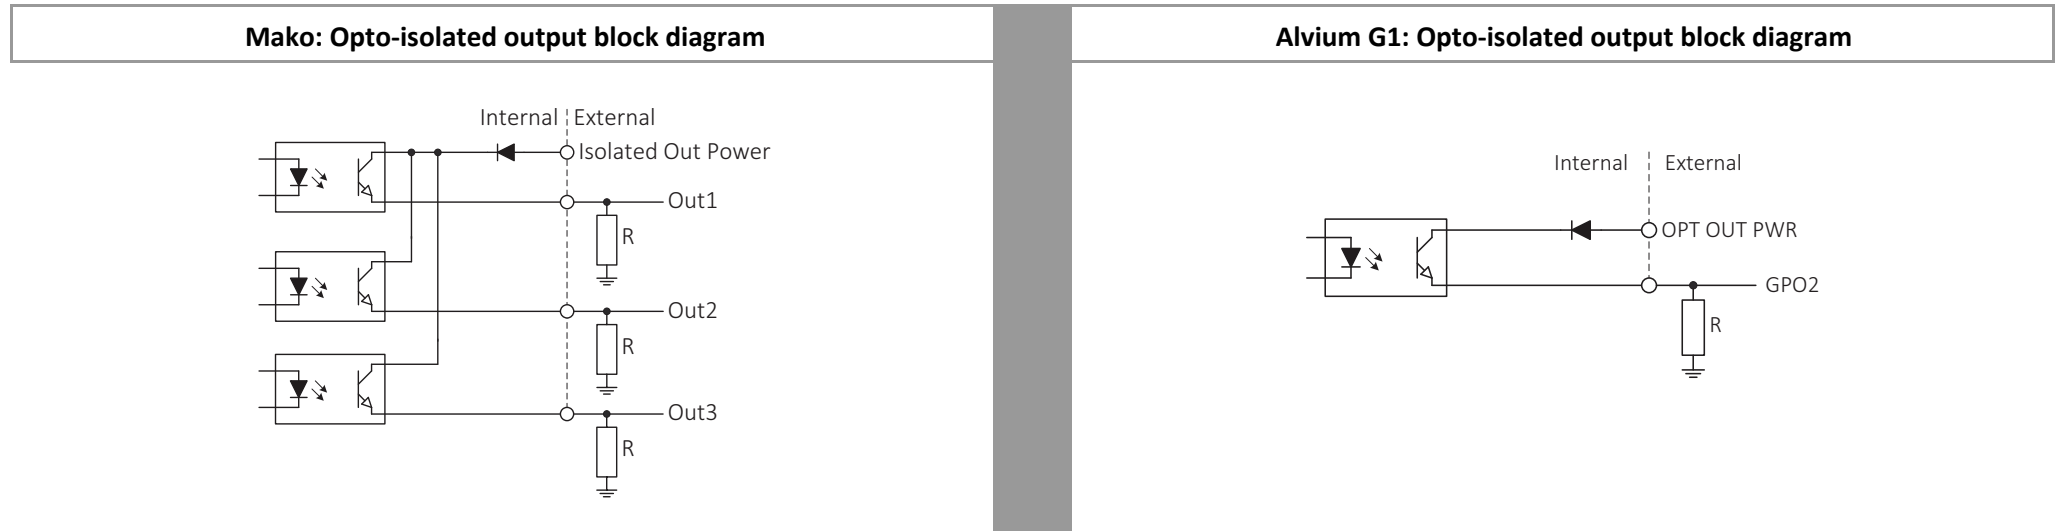 Mako: Opto-isolated output block diagram
Internal External
Isolated Out Power
Out1
R
Out2
R
Out3
R
Alvium G1: Opto-isolated output block diagram
Internal External
OPT OUT PWR
GPO2
R